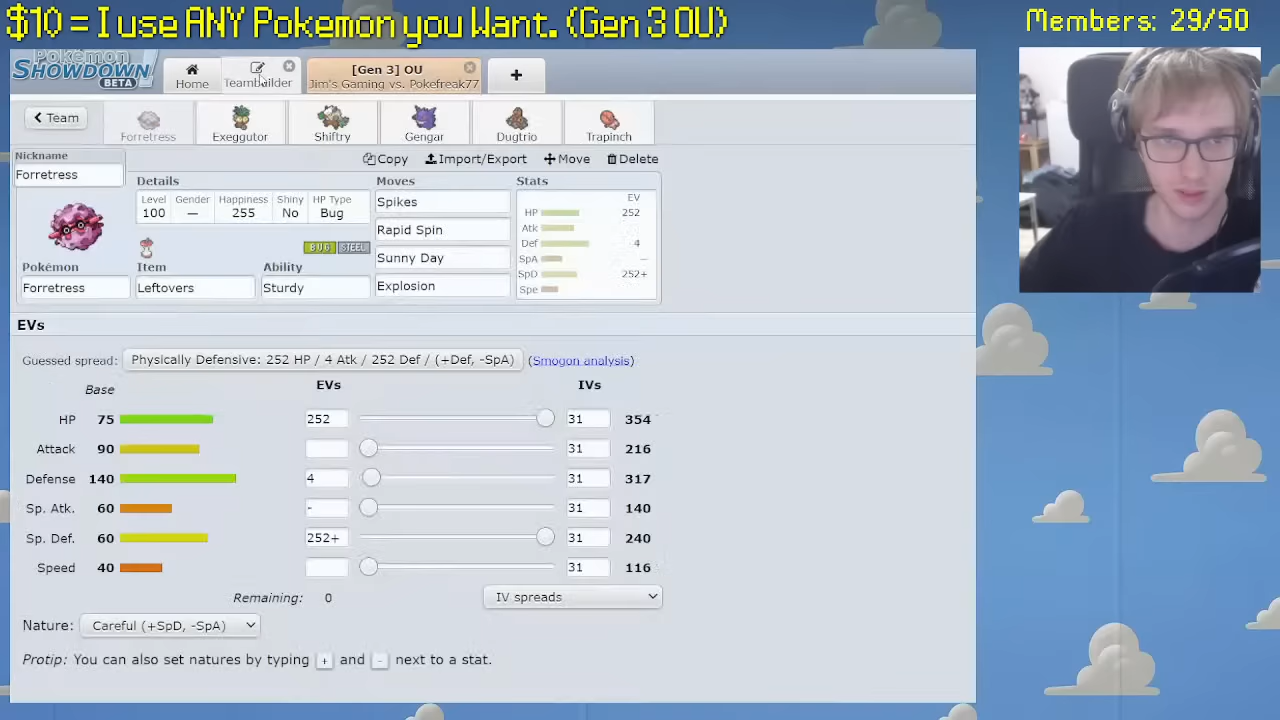 $10 = I use ANY Pokemon you Want. (Gen 3 OU)
Members: 29/50
Pokémon
SHOWDOWN!
BETA
Home
Teambuilder
[Gen 3] OU
Jim's Gaming vs. Pokefreak77
+
Team
Forretress
Exeggutor
Shiftry
Gengar
Dugtrio
Trapinch
Copy
Import/Export
Move
Delete
Nickname
Forretress
Details
Level
Gender
Happiness
Shiny
HP Type
100
—
255
No
Bug
BUG
STEEL
Pokémon
Forretress
Item
Leftovers
Ability
Sturdy
Moves
Spikes
Rapid Spin
Sunny Day
Explosion
Stats
EV
HP 252
Atk
Def 4
SpA —
SpD 252+
Spe
EVs
Guessed spread: Physically Defensive: 252 HP / 4 Atk / 252 Def / (+Def, -SpA) (Smogon analysis)
Base EVs IVs
HP 75 252 31 354
Attack 90 31 216
Defense 140 4 31 317
Sp. Atk. 60 - 31 140
Sp. Def. 60 252+ 31 240
Speed 40 31 116
Remaining: 0
IV spreads
Nature: Careful (+SpD, -SpA)
Protip: You can also set natures by typing + and - next to a stat.